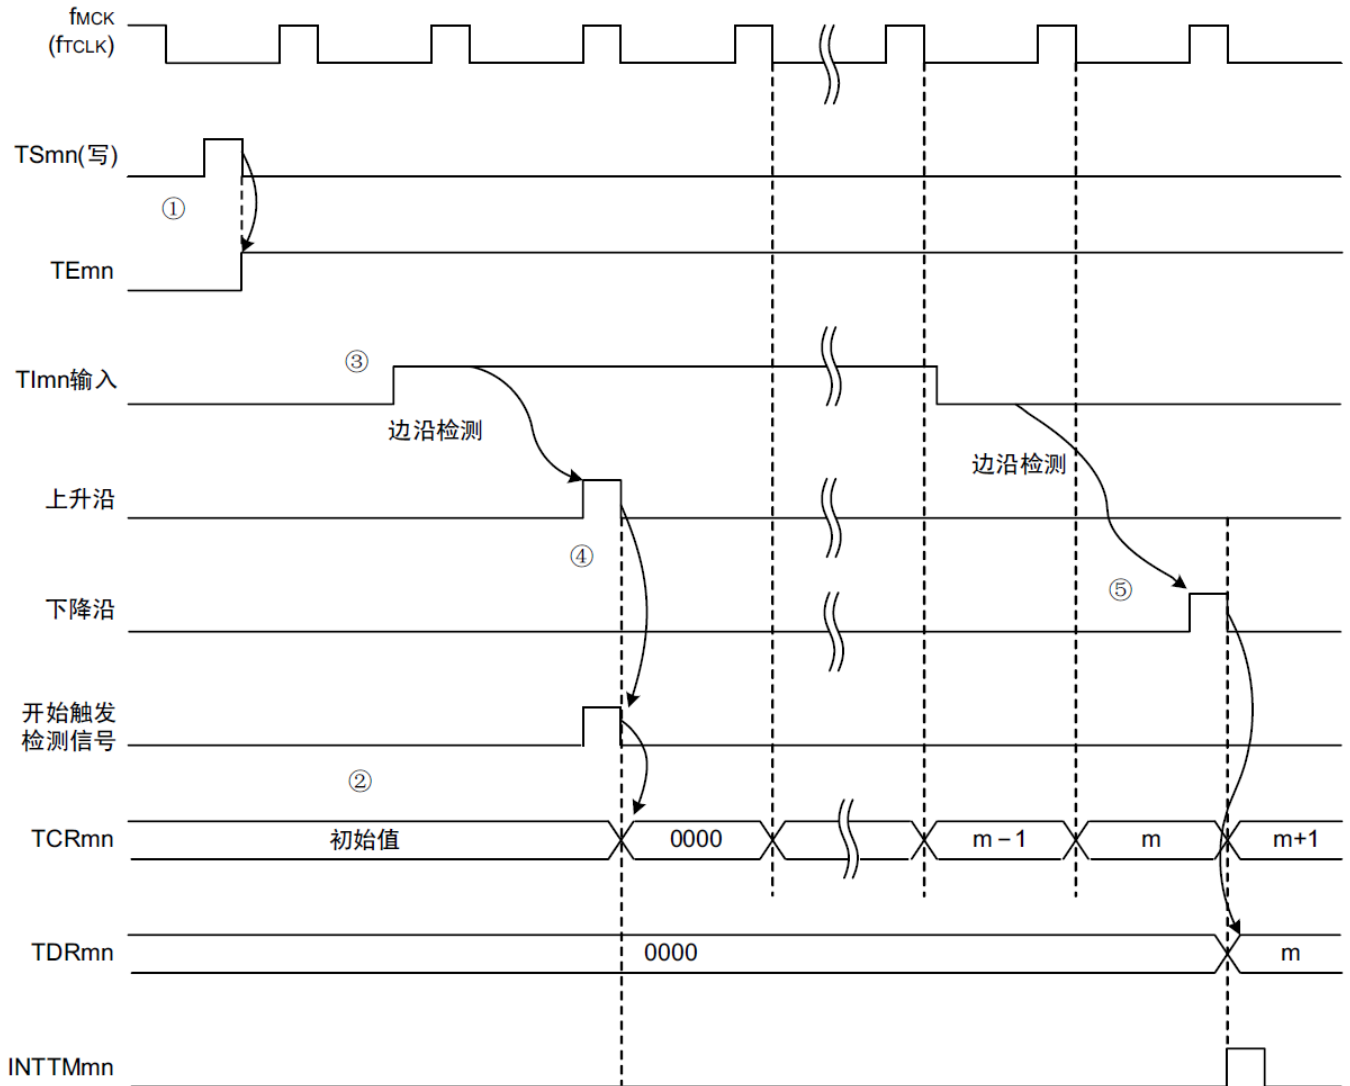 fMCK
(fTCLK)
TSmn(写)
①
TEmn
③
TImn输入
边沿检测
边沿检测
上升沿
④
⑤
下降沿
开始触发
检测信号
②
TCRmn 初始值 0000 m－1 m m+1
TDRmn 0000 m
INTTMmn